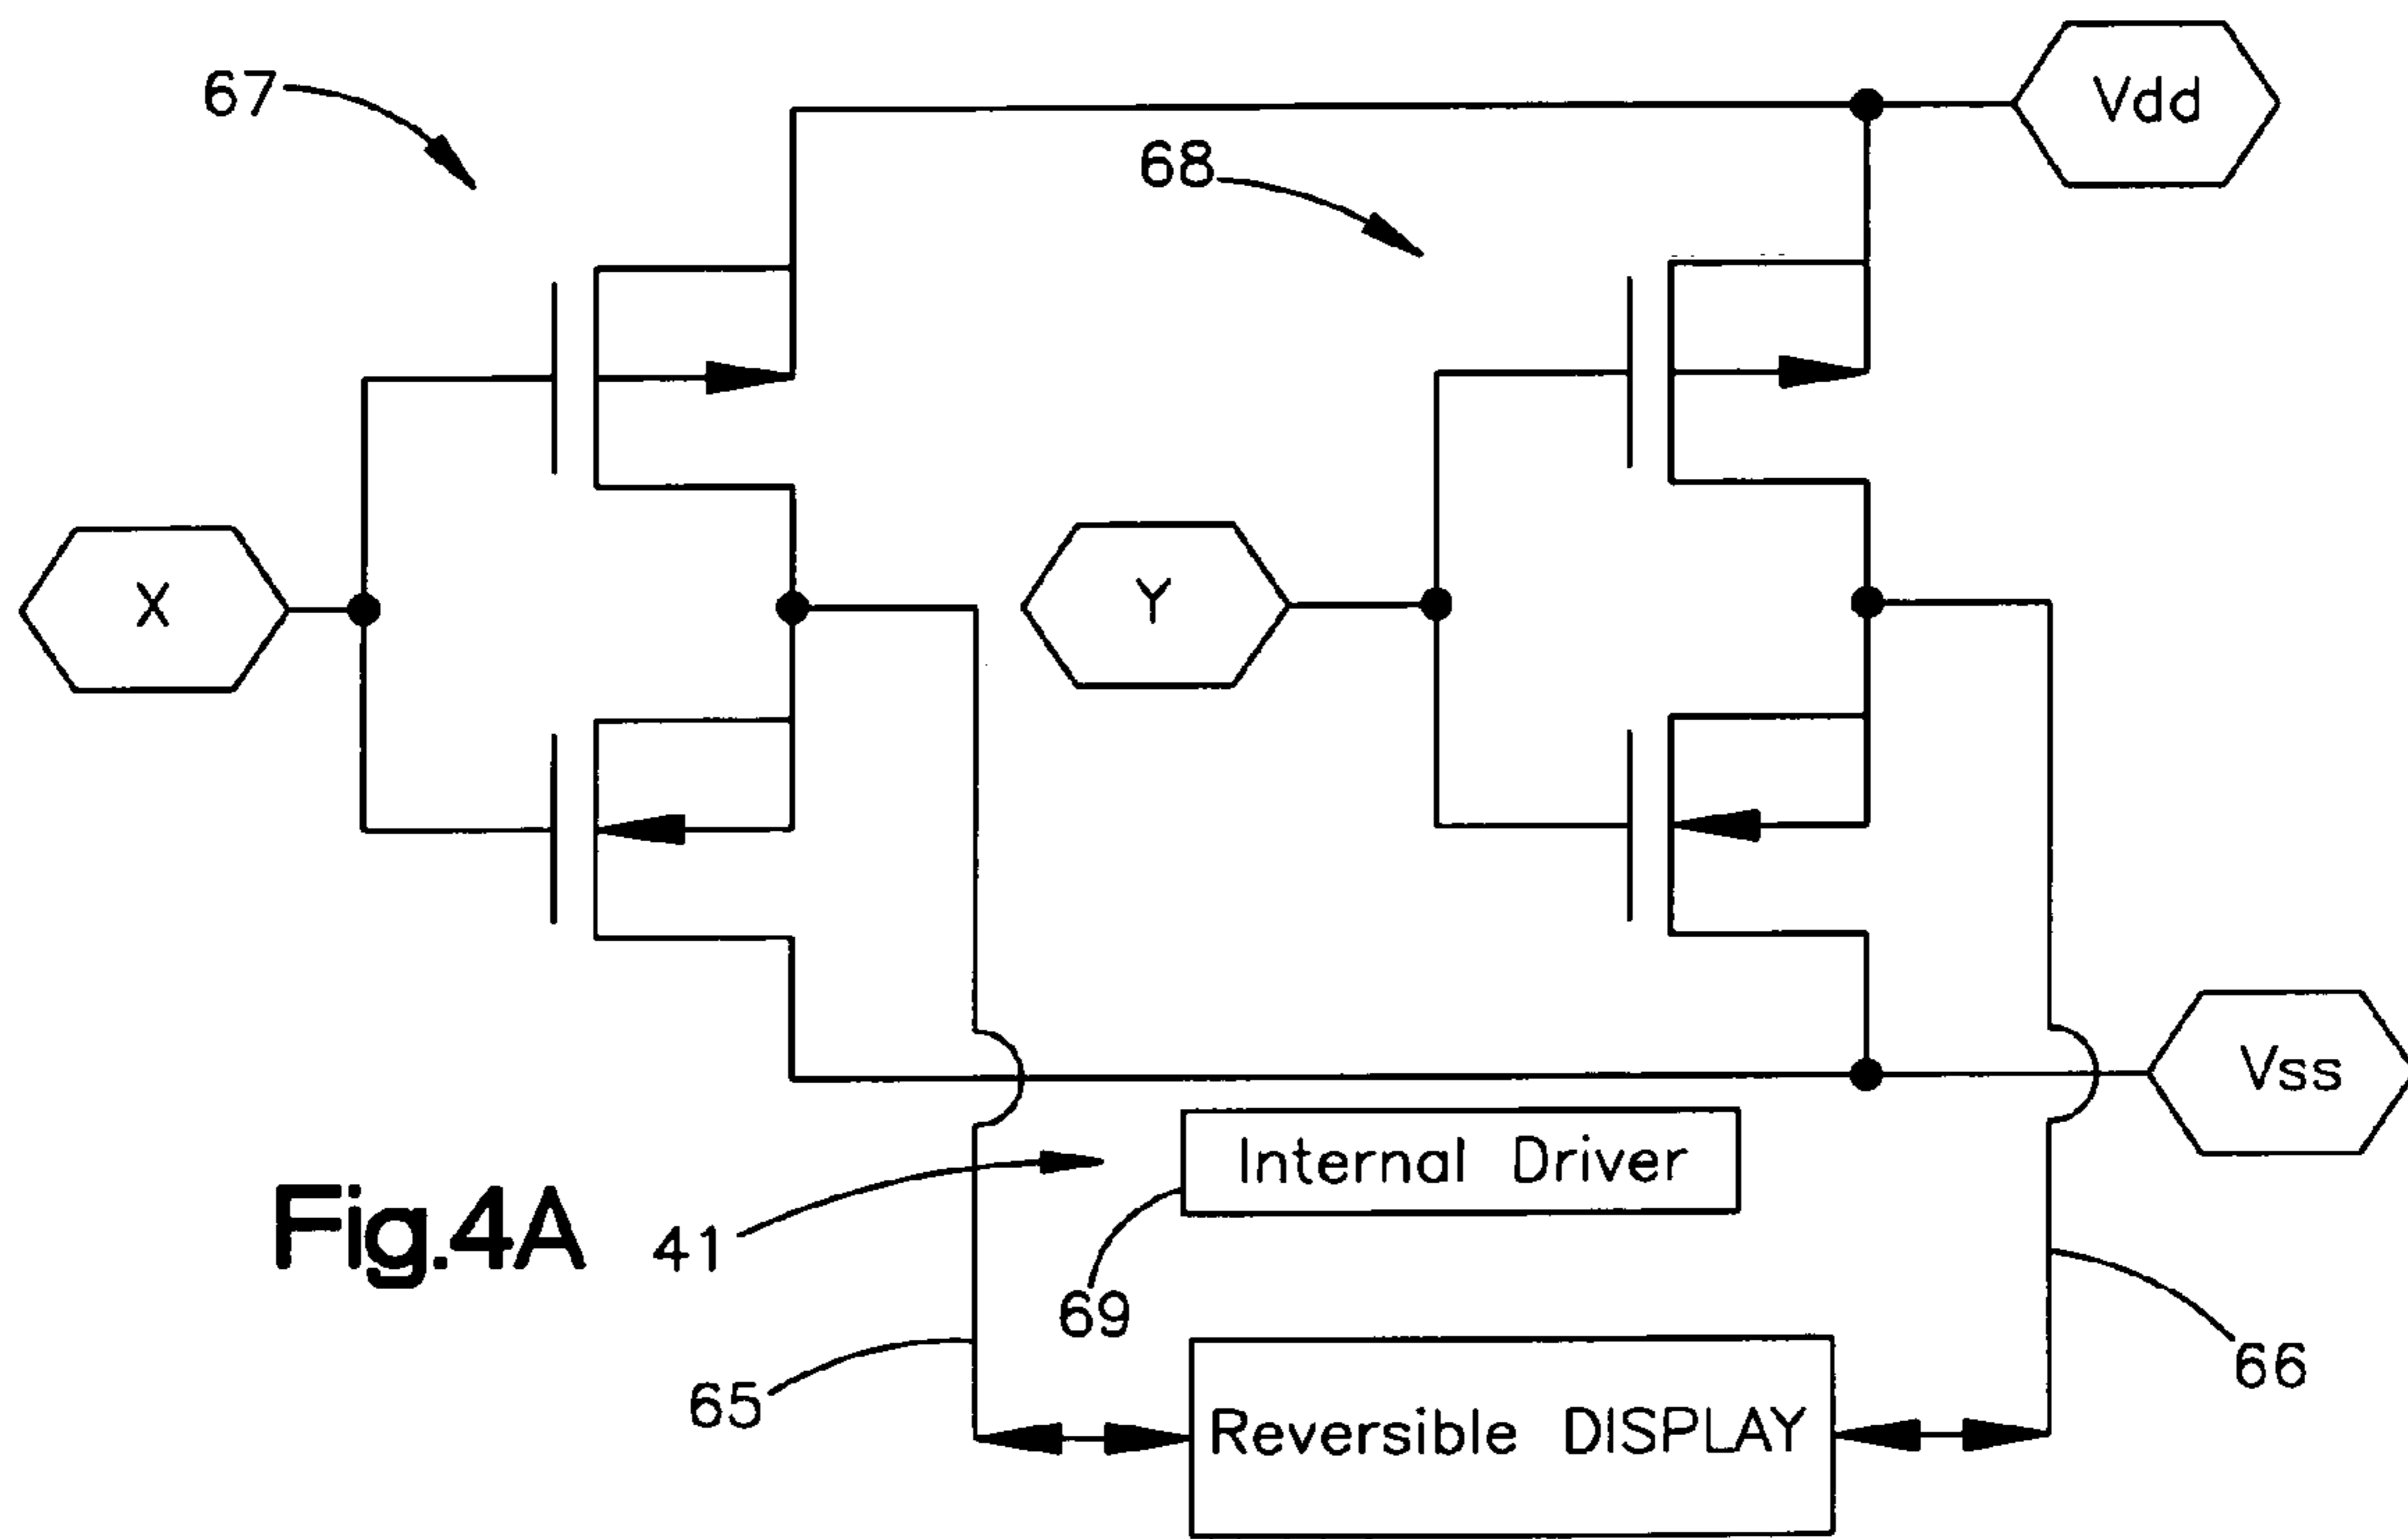 67
Vdd
68
X
Y
Vss
Internal Driver
Fig.4A
41
69
65
66
Reversible DISPLAY